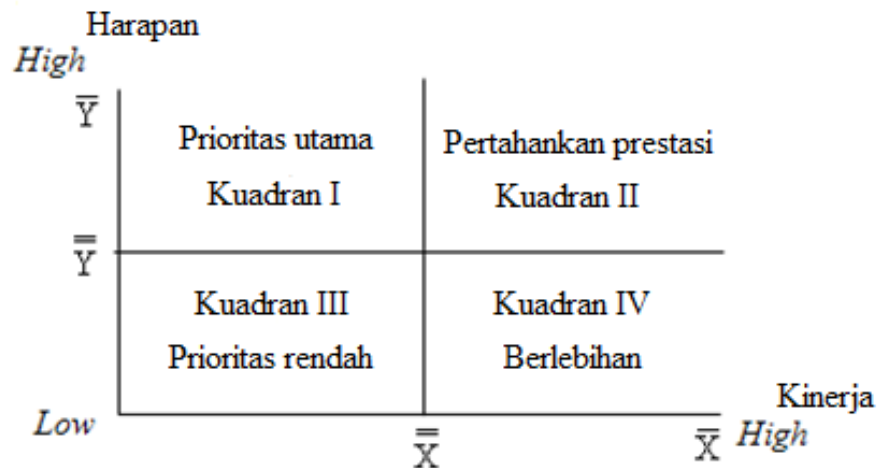 Harapan
High
Y̅
Prioritas utama
Kuadran I
Pertahankan prestasi
Kuadran II
Y̿
Kuadran III
Prioritas rendah
Kuadran IV
Berlebihan
Low
Kinerja
High
X̿
X̅